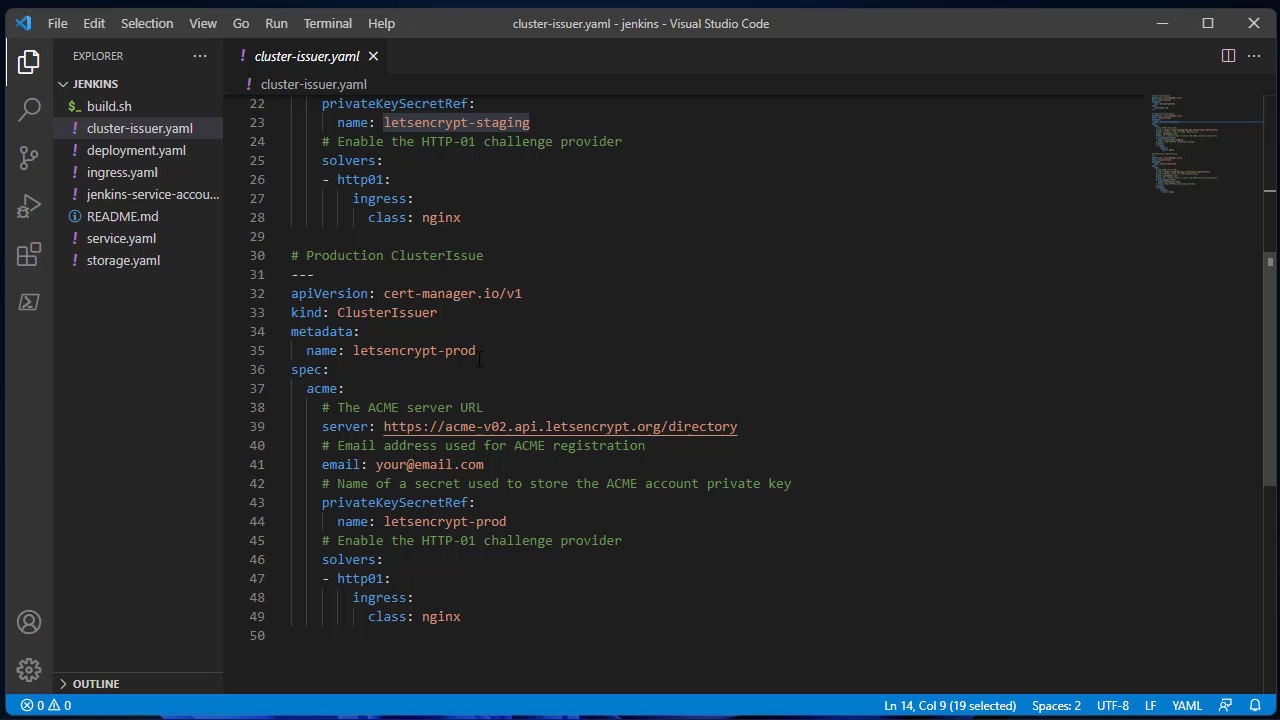 File Edit Selection View Go Run Terminal Help
cluster-issuer.yaml - jenkins - Visual Studio Code
EXPLORER
JENKINS
$_ build.sh
! cluster-issuer.yaml
! deployment.yaml
! ingress.yaml
! jenkins-service-accou...
README.md
! service.yaml
! storage.yaml
OUTLINE
! cluster-issuer.yaml
! cluster-issuer.yaml
22 privateKeySecretRef:
23 name: letsencrypt-staging
24 # Enable the HTTP-01 challenge provider
25 solvers:
26 - http01:
27 ingress:
28 class: nginx
29
30 # Production ClusterIssue
31 ---
32 apiVersion: cert-manager.io/v1
33 kind: ClusterIssuer
34 metadata:
35 name: letsencrypt-prod
36 spec:
37 acme:
38 # The ACME server URL
39 server: https://acme-v02.api.letsencrypt.org/directory
40 # Email address used for ACME registration
41 email: your@email.com
42 # Name of a secret used to store the ACME account private key
43 privateKeySecretRef:
44 name: letsencrypt-prod
45 # Enable the HTTP-01 challenge provider
46 solvers:
47 - http01:
48 ingress:
49 class: nginx
50
0 0
Ln 14, Col 9 (19 selected) Spaces: 2 UTF-8 LF YAML